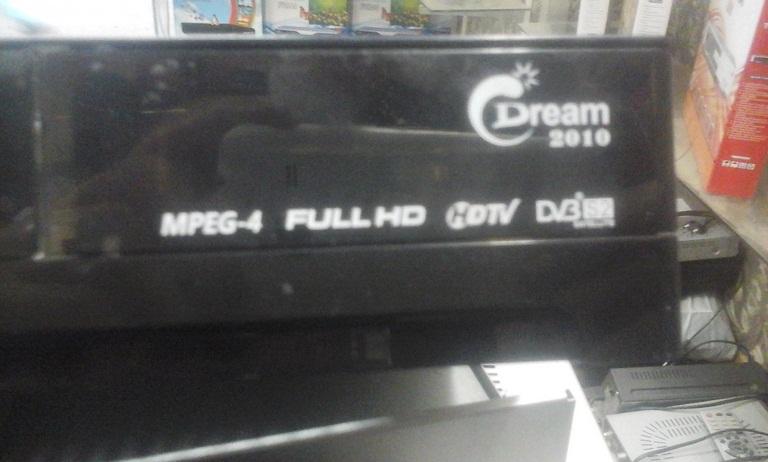 Dream
2010
MPEG-4 FULL HD HDTV DVB S2